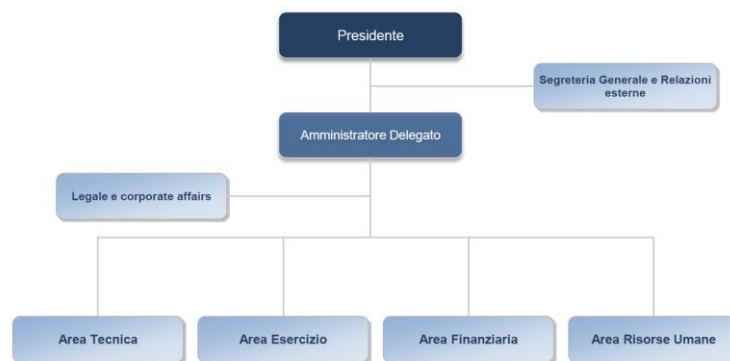 Presidente
Segreteria Generale e Relazioni
esterne
Amministratore Delegato
Legale e corporate affairs
Area Tecnica
Area Esercizio
Area Finanziaria
Area Risorse Umane